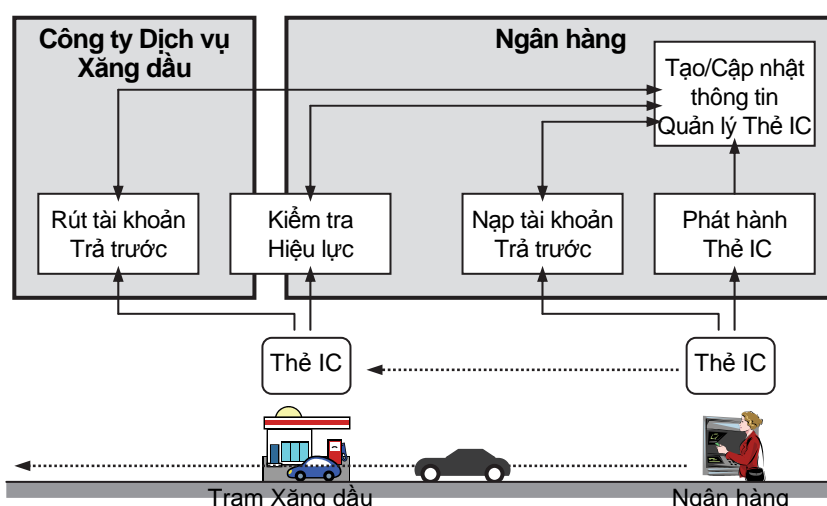 Công ty Dịch vụ
Xăng dầu
Ngân hàng
Tạo/Cập nhật
thông tin
Quản lý Thẻ IC
Rút tài khoản
Trả trước
Kiểm tra
Hiệu lực
Nạp tài khoản
Trả trước
Phát hành
Thẻ IC
Thẻ IC
Thẻ IC
Trạm Xăng dầu
Ngân hàng